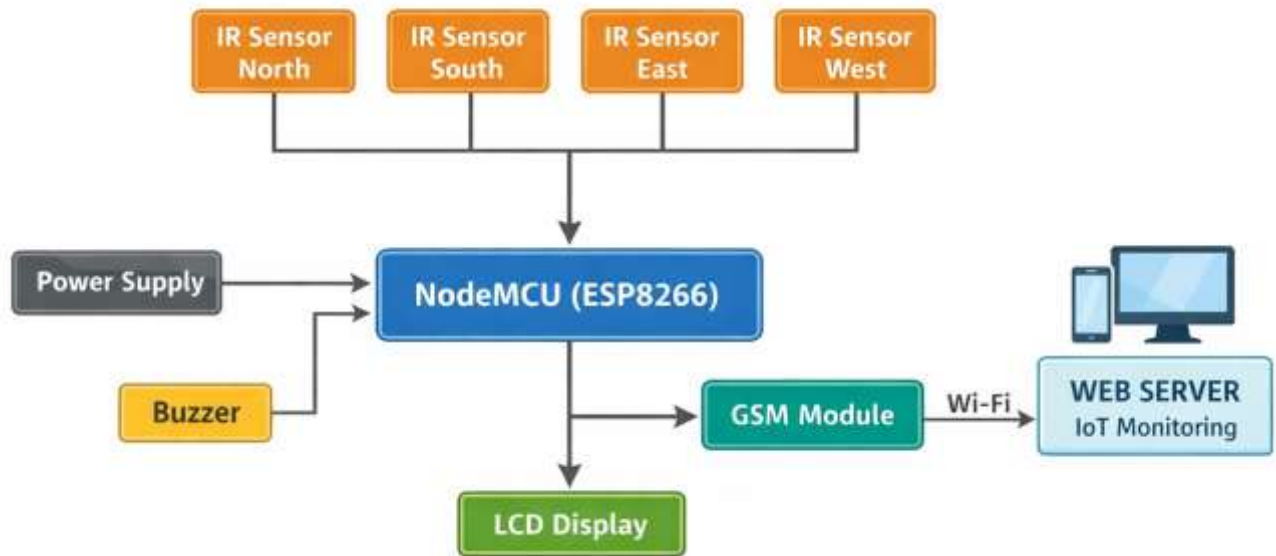 IR Sensor
North
IR Sensor
South
IR Sensor
East
IR Sensor
West
Power Supply
NodeMCU (ESP8266)
Buzzer
GSM Module
Wi-Fi
WEB SERVER
IoT Monitoring
LCD Display